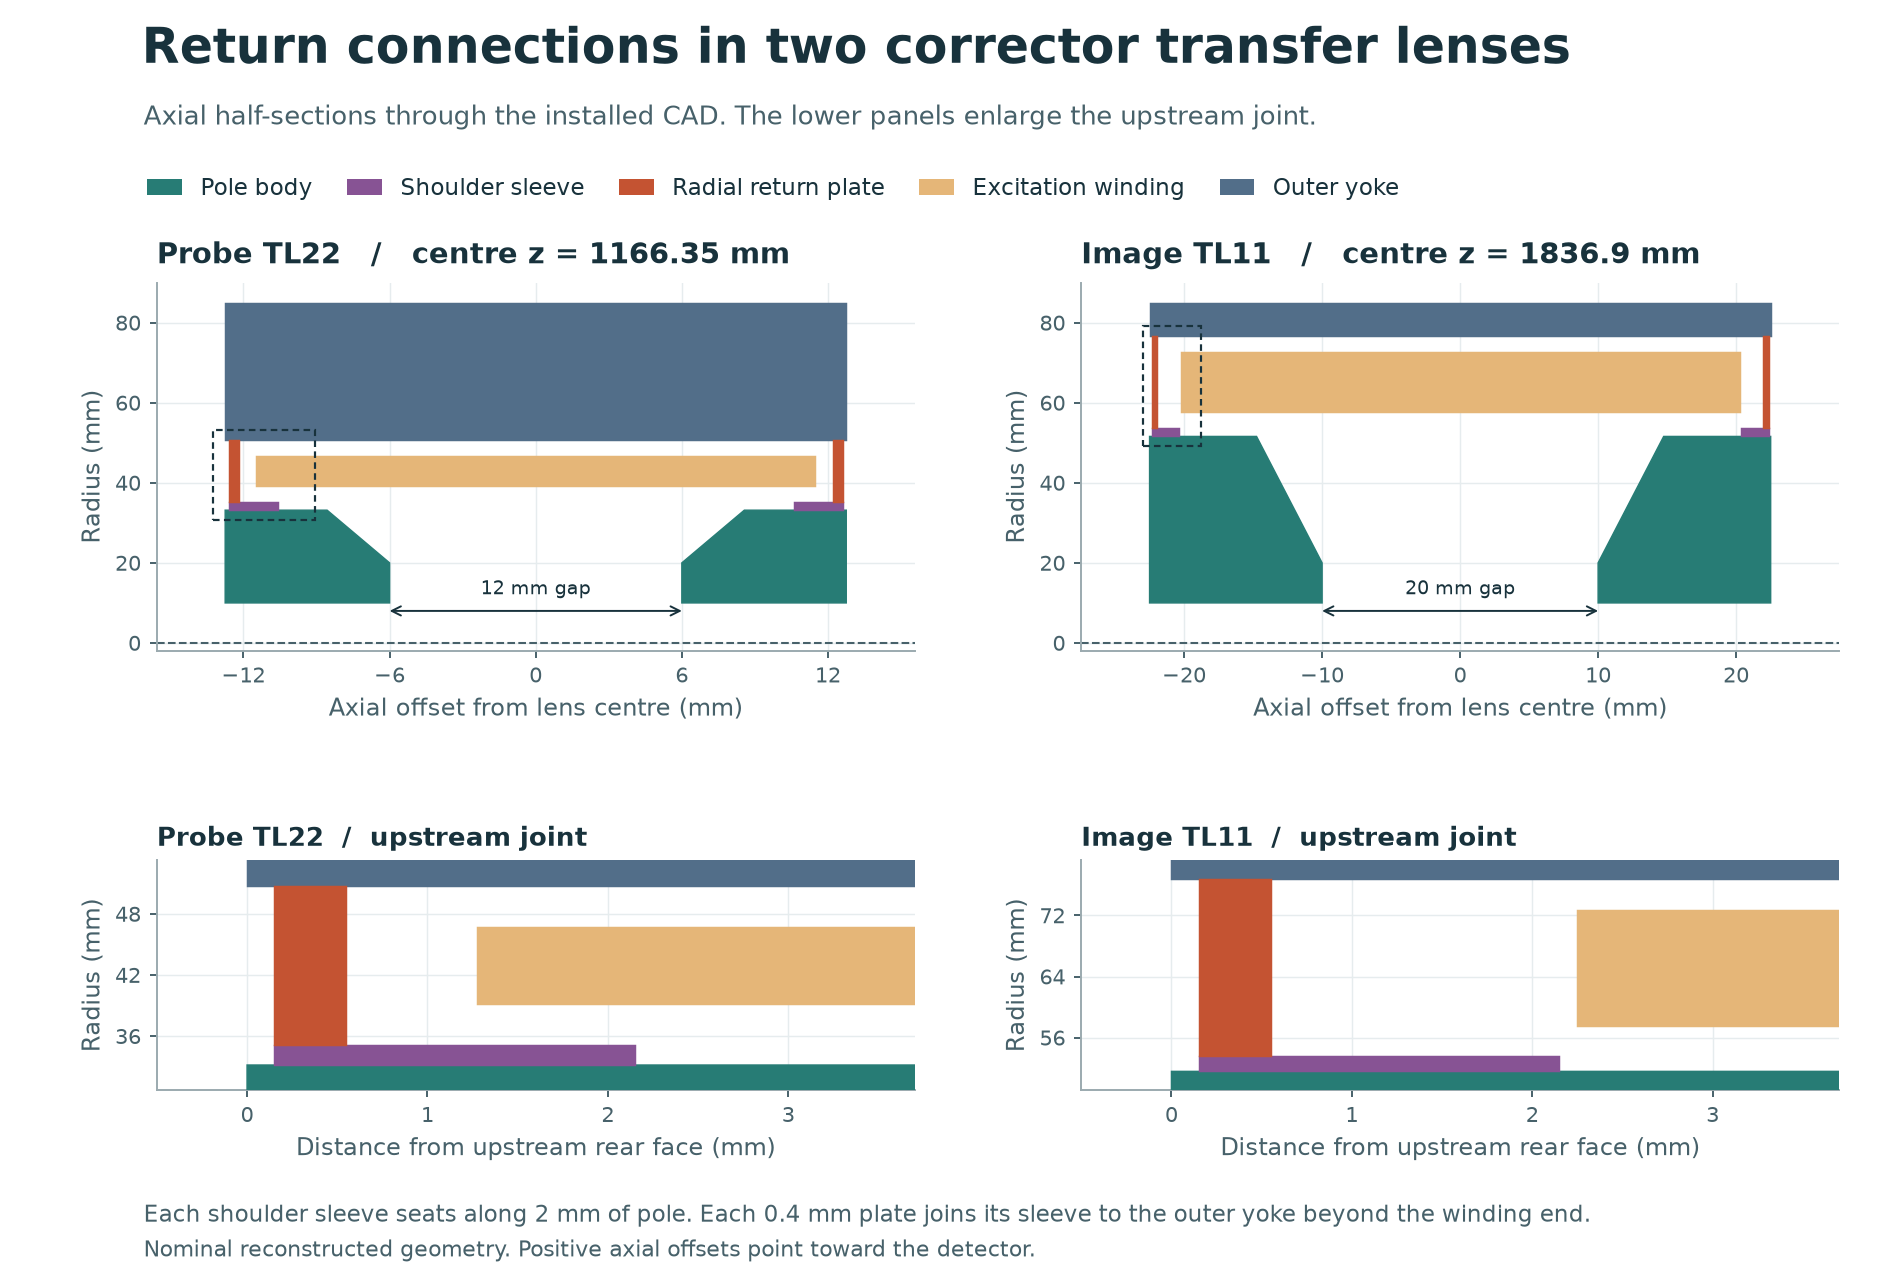 Return connections in two corrector transfer lenses
Axial half-sections through the installed CAD. The lower panels enlarge the upstream joint.
Pole body Shoulder sleeve Radial return plate Excitation winding Outer yoke
Probe TL22 / centre z = 1166.35 mm
Radius (mm)
80
60
40
20
0
12 mm gap
−12 −6 0 6 12
Axial offset from lens centre (mm)
Image TL11 / centre z = 1836.9 mm
Radius (mm)
80
60
40
20
0
20 mm gap
−20 −10 0 10 20
Axial offset from lens centre (mm)
Probe TL22 / upstream joint
Radius (mm)
48
42
36
0 1 2 3
Distance from upstream rear face (mm)
Image TL11 / upstream joint
Radius (mm)
72
64
56
0 1 2 3
Distance from upstream rear face (mm)
Each shoulder sleeve seats along 2 mm of pole. Each 0.4 mm plate joins its sleeve to the outer yoke beyond the winding end.
Nominal reconstructed geometry. Positive axial offsets point toward the detector.